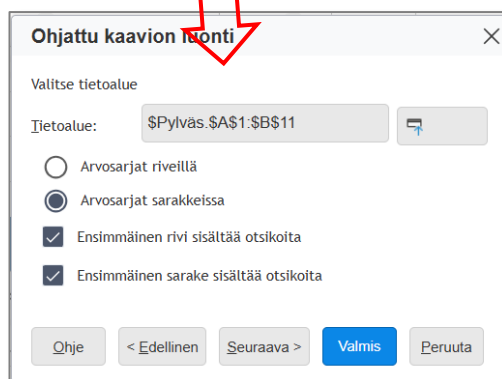 Ohjattu kaavion luonti
Valitse tietoalue
Tietoalue: $Pylväs.$A$1:$B$11
Arvosarjat riveillä
Arvosarjat sarakkeissa
Ensimmäinen rivi sisältää otsikoita
Ensimmäinen sarake sisältää otsikoita
Ohje < Edellinen Seuraava > Valmis Peruuta